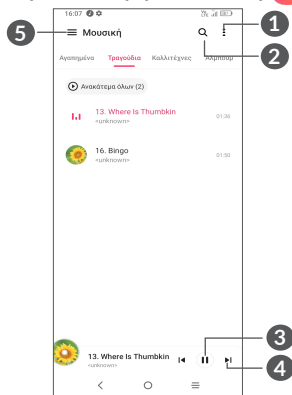 16:07
1
5 Μουσική
2
Αγαπημένα Τραγούδια Καλλιτέχνες Άλμπουμ
Ανακάτεμα όλων (2)
13. Where Is Thumbkin
<unknown>
01:36
16. Bingo
<unknown>
01:50
3
13. Where Is Thumbkin
<unknown>
4